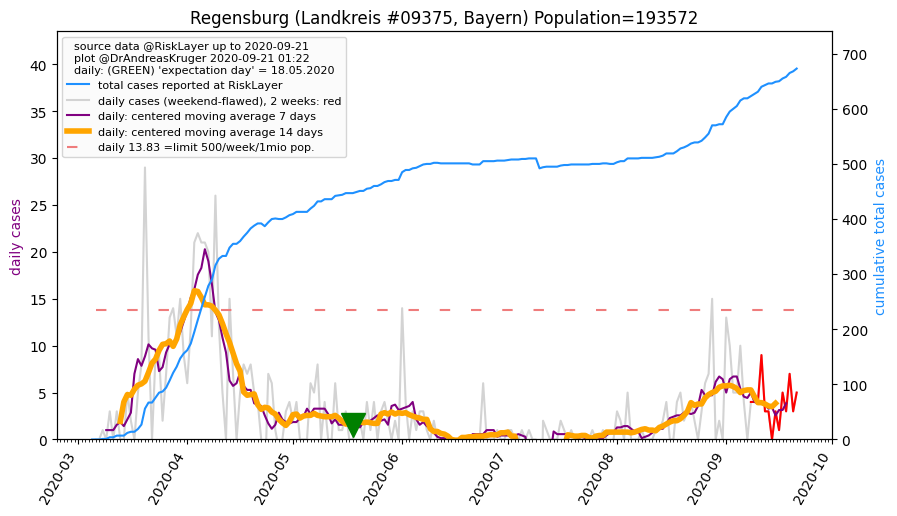 Regensburg (Landkreis #09375, Bayern) Population=193572
source data @RiskLayer up to 2020-09-21
plot @DrAndreasKruger 2020-09-21 01:22
daily: (GREEN) 'expectation day' = 18.05.2020
total cases reported at RiskLayer
daily cases (weekend-flawed), 2 weeks: red
daily: centered moving average 7 days
daily: centered moving average 14 days
daily 13.83 =limit 500/week/1mio pop.
daily cases
40
35
30
25
20
15
10
5
0
cumulative total cases
700
600
500
400
300
200
100
0
2020-03
2020-04
2020-05
2020-06
2020-07
2020-08
2020-09
2020-10